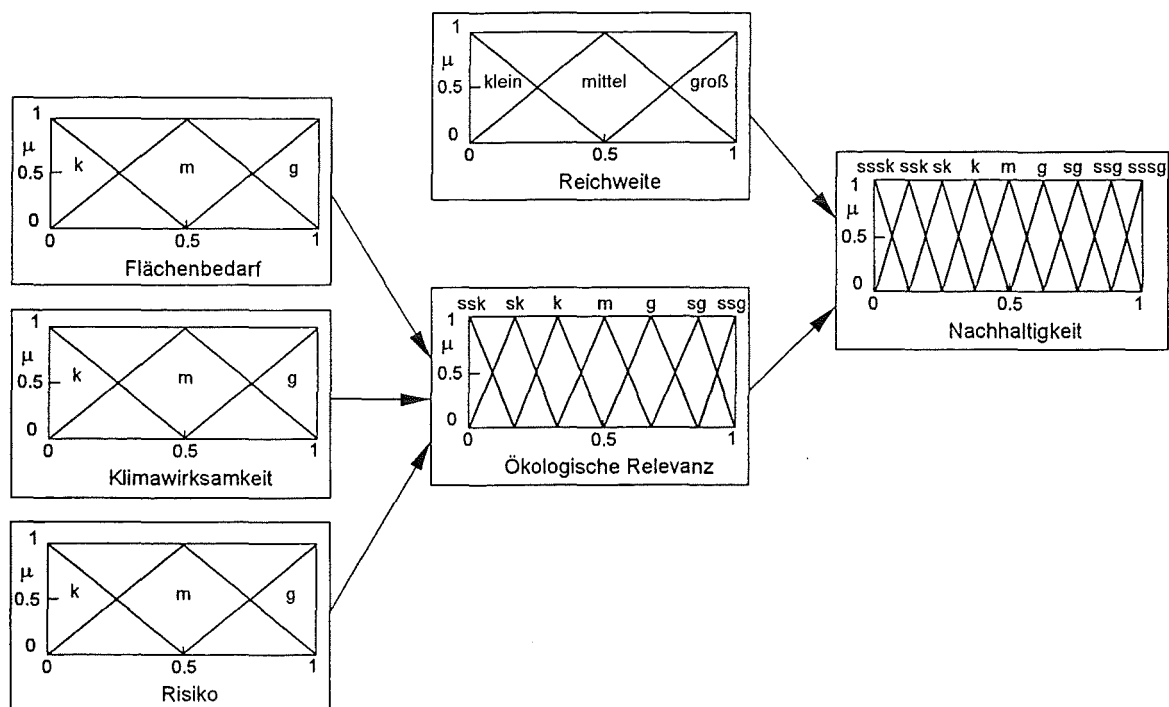 1
μ
0.5
0
k
m
g
0
0.5
1
Flächenbedarf
1
μ
0.5
0
k
m
g
0
0.5
1
Klimawirksamkeit
1
μ
0.5
0
k
m
g
0
0.5
1
Risiko
1
μ
0.5
0
klein
mittel
groß
0
0.5
1
Reichweite
ssk sk k m g sg ssg
1
μ
0.5
0
0
0.5
1
Ökologische Relevanz
sssk ssk sk k m g sg ssg sssg
1
μ
0.5
0
0
0.5
1
Nachhaltigkeit